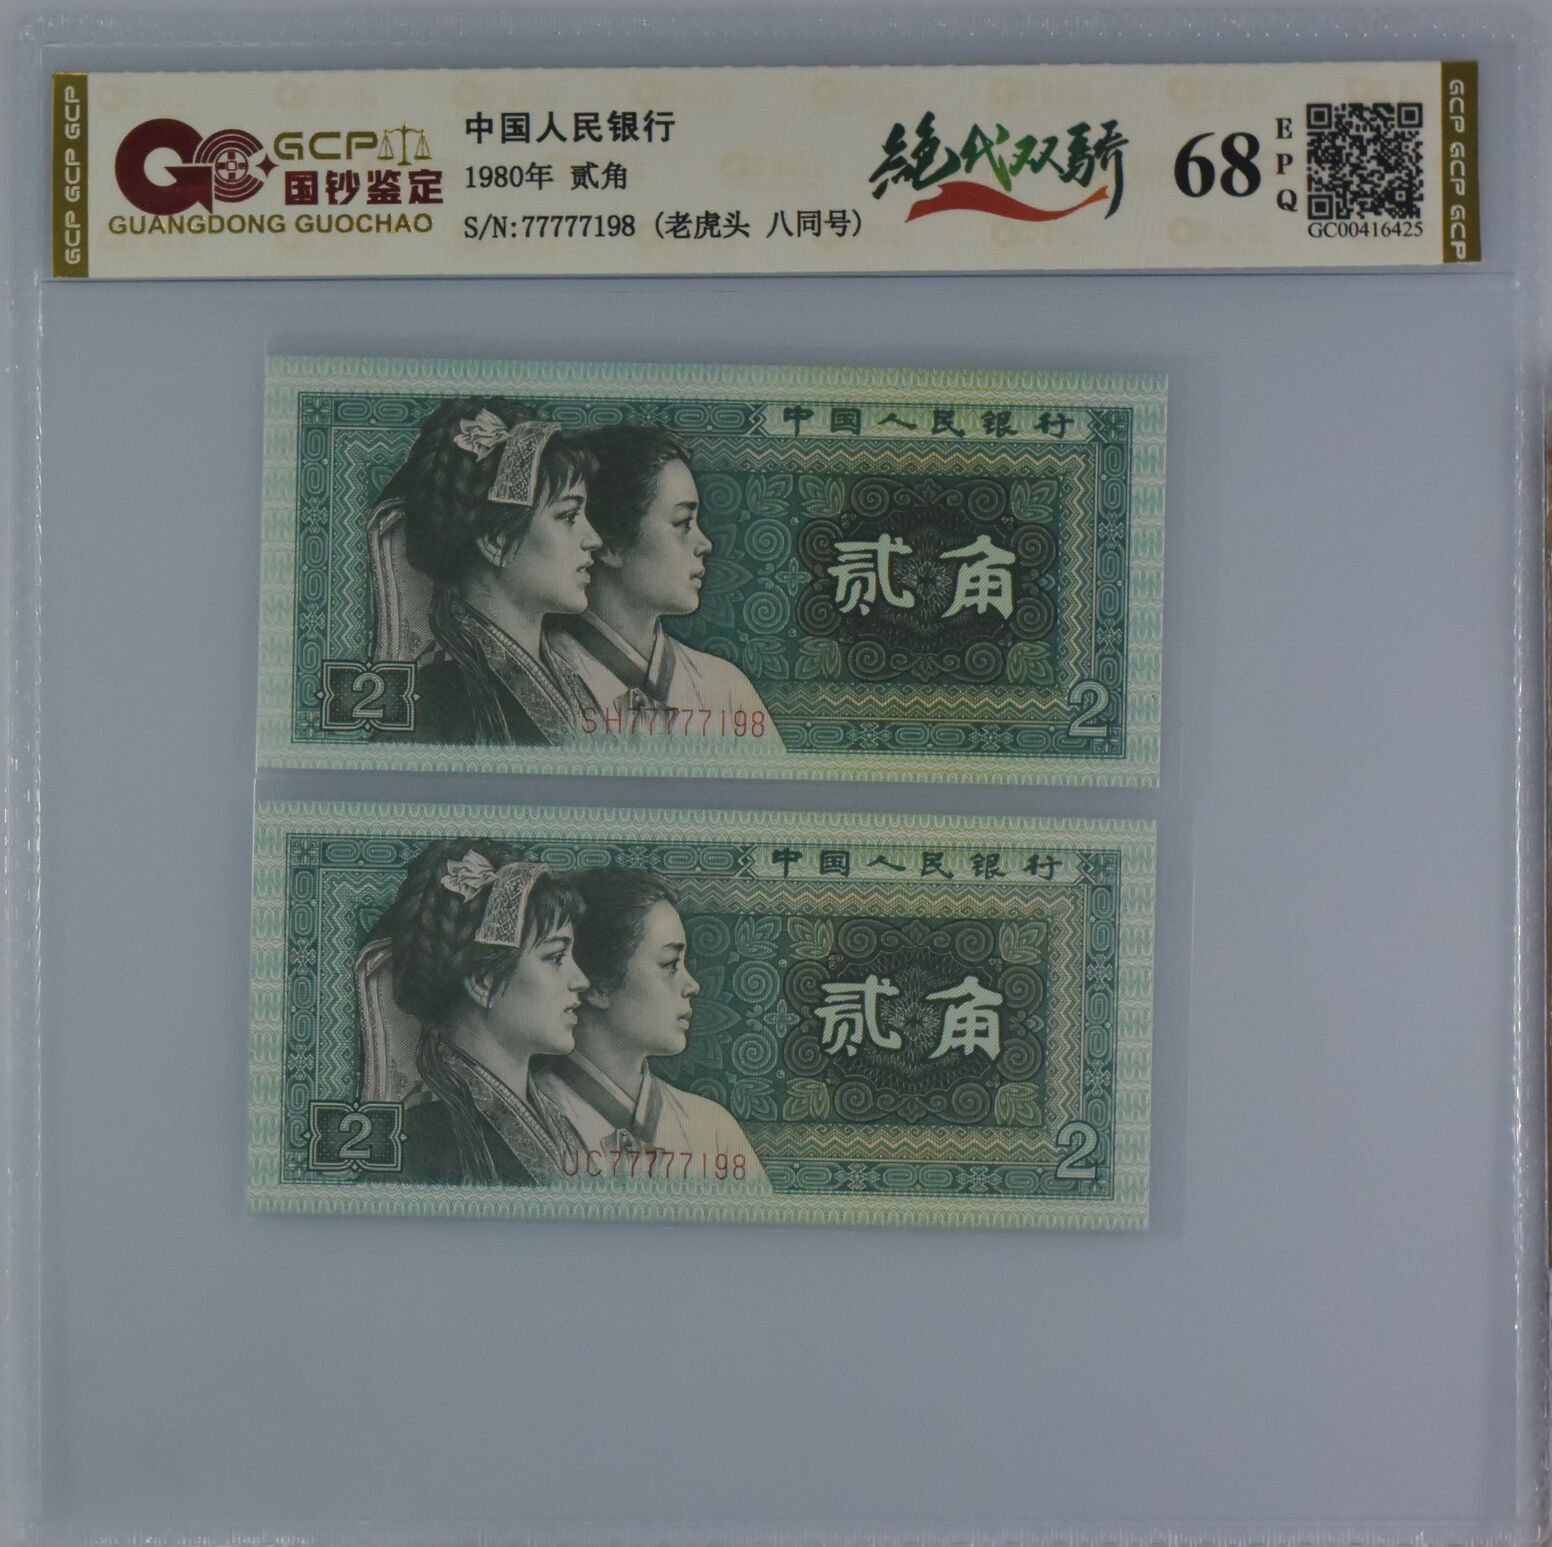 GCP GCP GCP
GCP
国钞鉴定
GUANGDONG GUOCHAO
中国人民银行
1980年 贰角
S/N:77777198 (老虎头 八同号)
絶代双骄
68
EPQ
GC00416425
GCP GCP GCP
中国人民银行
贰角
2
SH77777198
2
中国人民银行
贰角
2
UC77777198
2